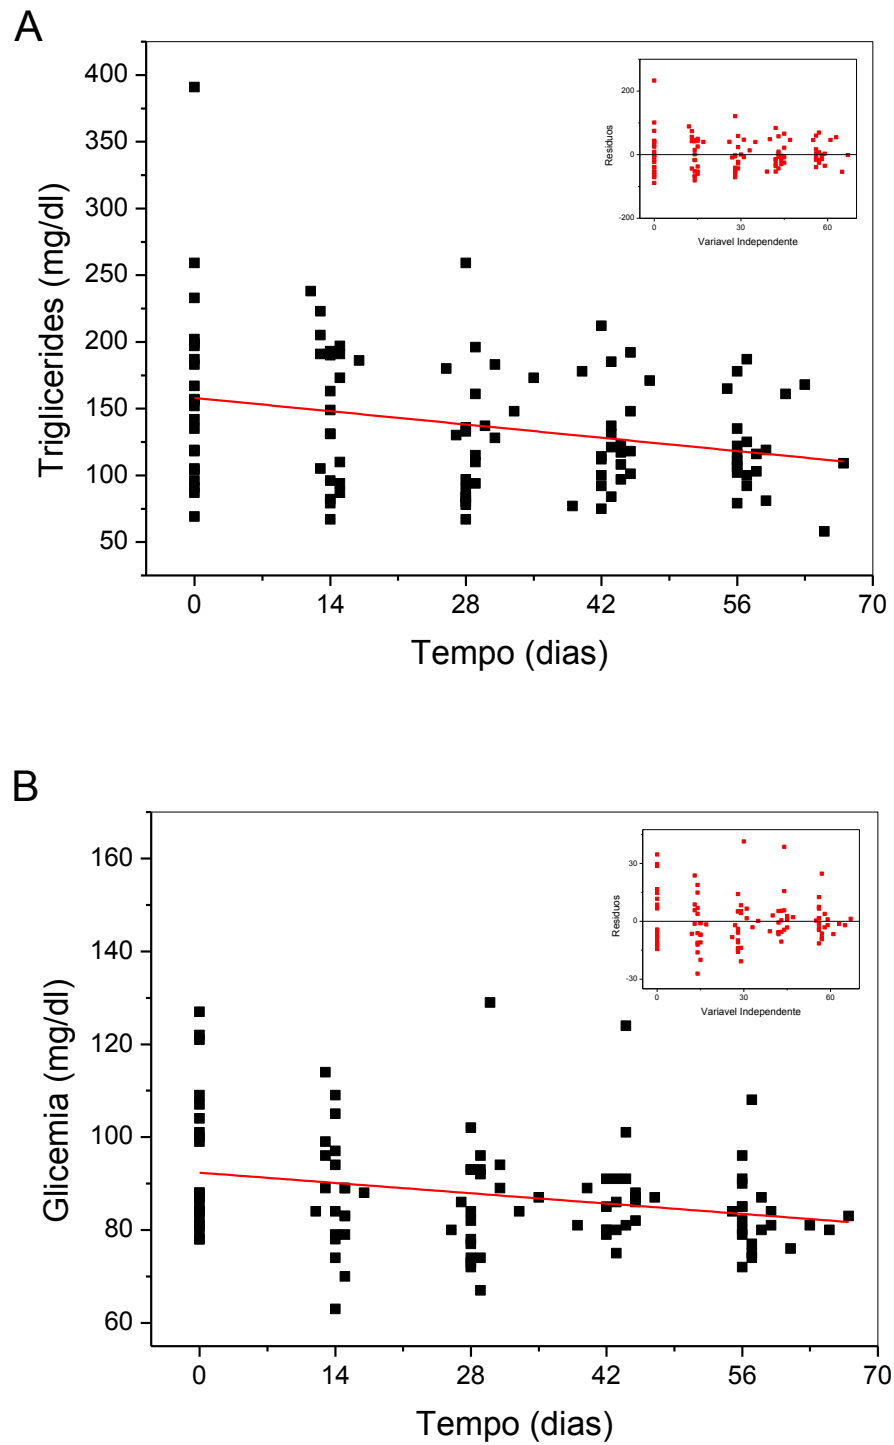 A
400
350
300
250
200
150
100
50
Triglicerides (mg/dl)
0 14 28 42 56 70
Tempo (dias)
200
0
-200
Residuos
0 30 60
Variavel Independente
B
160
140
120
100
80
60
Glicemia (mg/dl)
0 14 28 42 56 70
Tempo (dias)
30
0
-30
Residuos
0 30 60
Variavel Independente